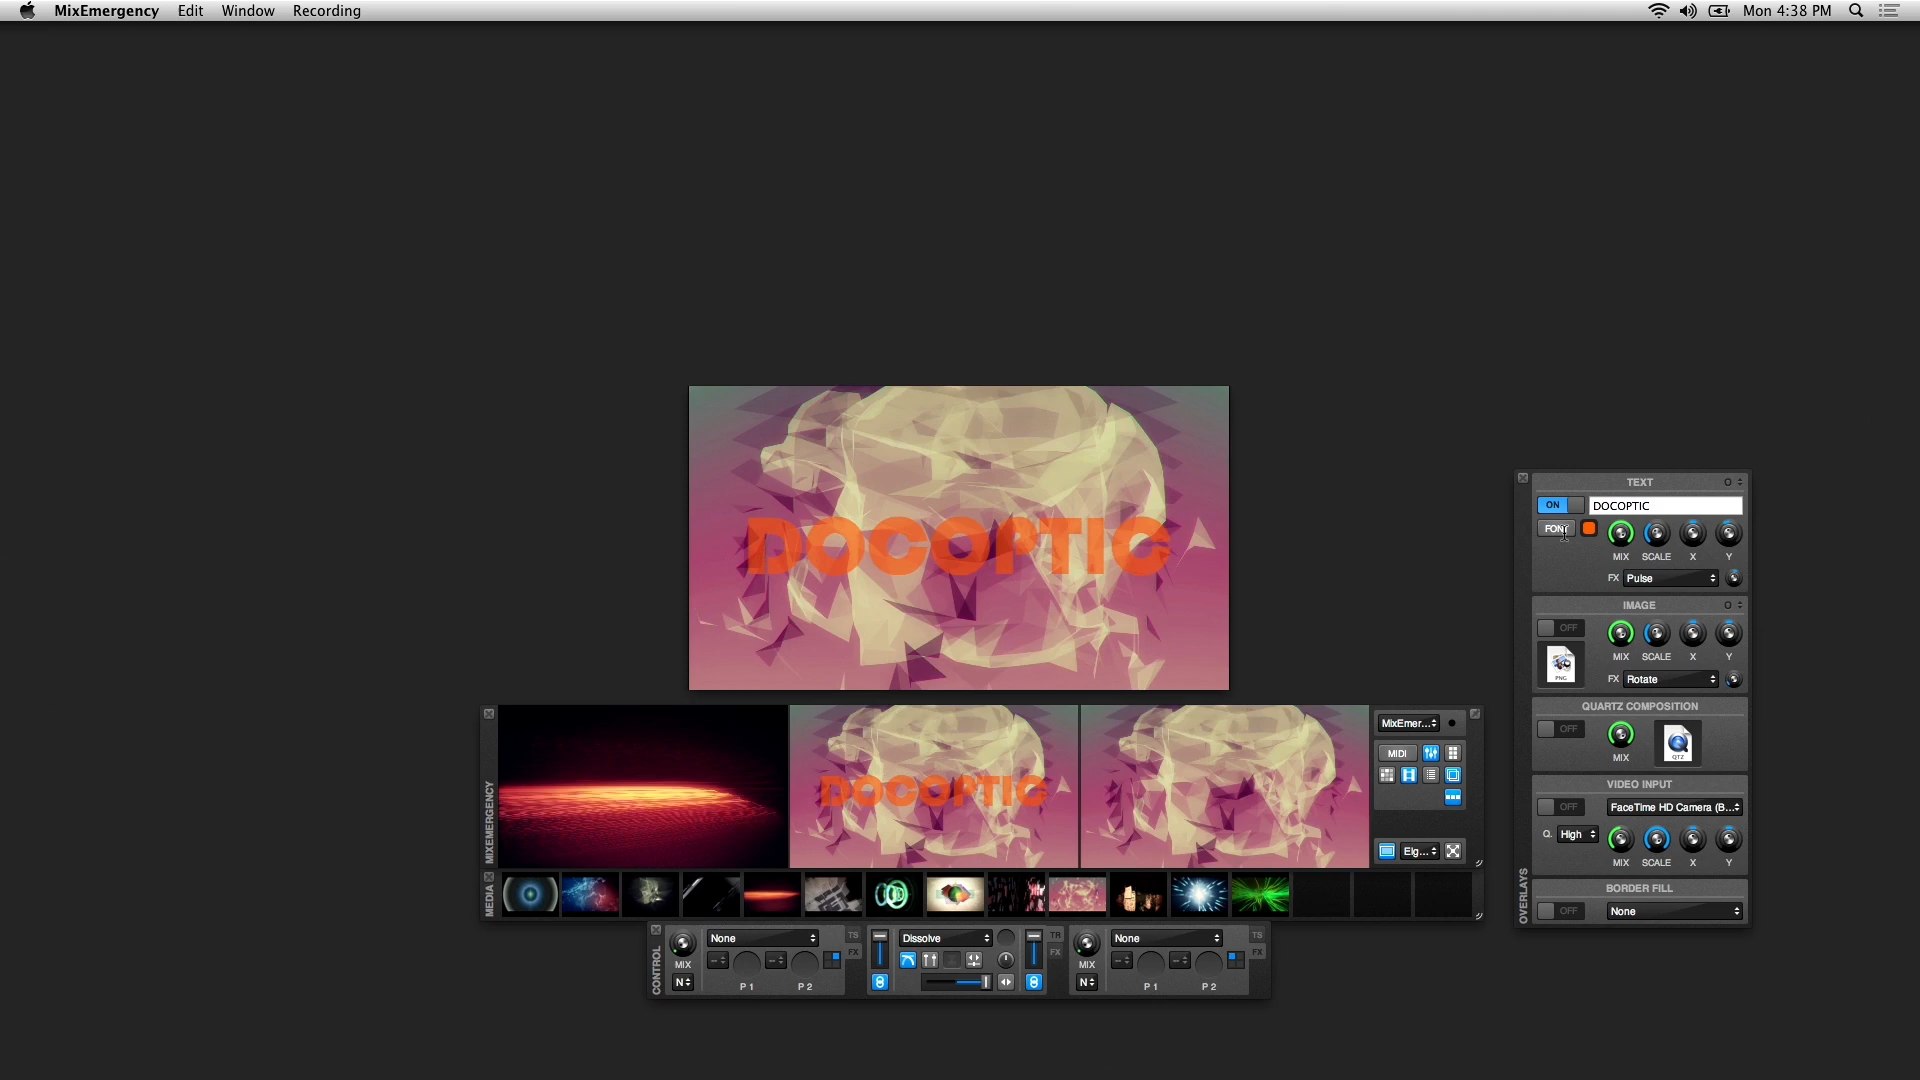 MixEmergency Edit Window Recording
Mon 4:38 PM
DOCOPTIC
TEXT
ON DOCOPTIC
FONT
MIX SCALE X Y
FX Pulse
IMAGE
OFF
MIX SCALE X Y
PNG
FX Rotate
QUARTZ COMPOSITION
OFF
MIX
QTZ
VIDEO INPUT
OFF FaceTime HD Camera (B...
Q. High
MIX SCALE X Y
BORDER FILL
OFF None
OVERLAYS
MIXEMERGENCY
DOCOPTIC
MixEmer...
MIDI
Elg...
MEDIA
CONTROL
MIX
N
None
P 1 P 2
TS
FX
Dissolve
TR
FX
MIX
N
None
P 1 P 2
TS
FX